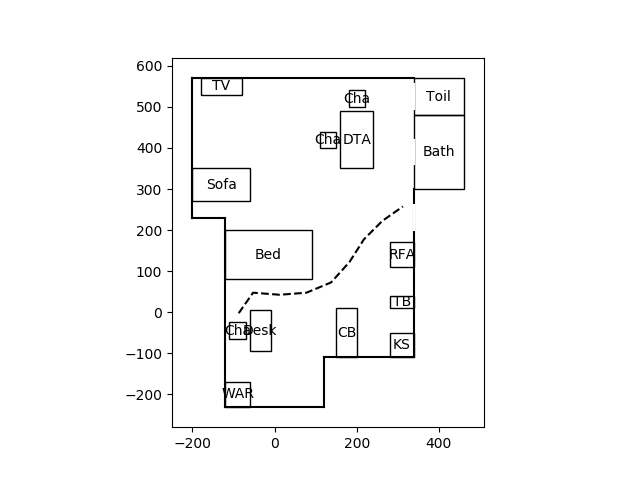 600
500
400
300
200
100
0
−100
−200
−200
0
200
400
TV
Cha
Toil
Cha
DTA
Bath
Sofa
Bed
RFA
TB
Cha
Desk
CB
KS
WAR